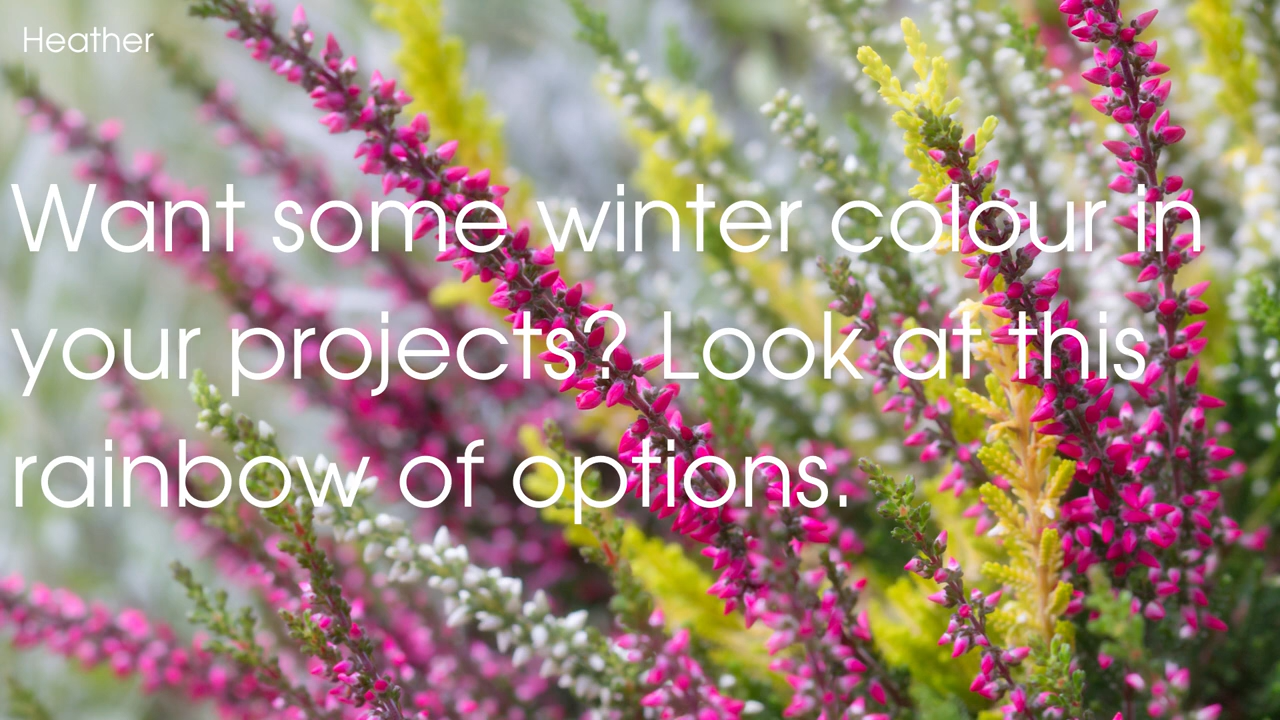 Heather
Want some winter colour in
your projects? Look at this
rainbow of options.